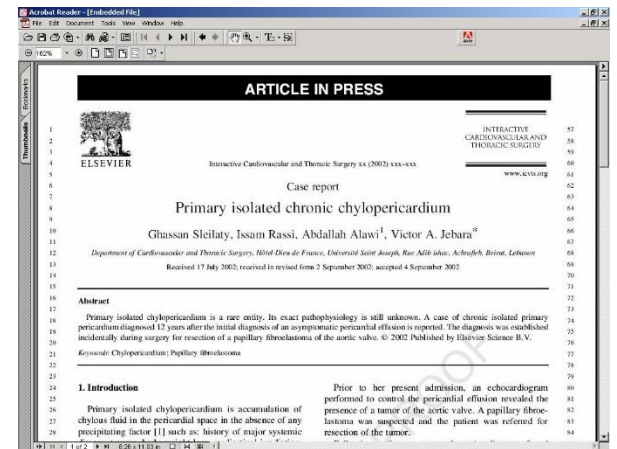 Acrobat Reader - [Embedded File]
File Edit Document Tools View Window Help
162%
Bookmarks
Thumbnails
ARTICLE IN PRESS
ELSEVIER
Interactive Cardiovascular and Thoracic Surgery xx (2002) xxx–xxx
INTERACTIVE
CARDIOVASCULAR AND
THORACIC SURGERY
www.icvts.org
Case report
Primary isolated chronic chylopericardium
Ghassan Sleilaty, Issam Rassi, Abdallah Alawi1, Victor A. Jebara*
Department of Cardiovascular and Thoracic Surgery, Hôtel-Dieu de France, Université Saint Joseph, Rue Adib Ishac, Achrafieh, Beirut, Lebanon
Received 17 July 2002; received in revised form 2 September 2002; accepted 4 September 2002
Abstract
Primary isolated chylopericardium is a rare entity. Its exact pathophysiology is still unknown. A case of chronic isolated primary
pericardium diagnosed 12 years after the initial diagnosis of an asymptomatic pericardial effusion is reported. The diagnosis was established
incidentally during surgery for resection of a papillary fibroelastoma of the aortic valve. © 2002 Published by Elsevier Science B.V.
Keywords: Chylopericardium; Papillary fibroelastoma
1. Introduction
Primary isolated chylopericardium is accumulation of
chylous fluid in the pericardial space in the absence of any
precipitating factor [1] such as: history of major systemic
Prior to her present admission, an echocardiogram
performed to control the pericardial effusion revealed the
presence of a tumor of the aortic valve. A papillary fibroe-
lastoma was suspected and the patient was referred for
resection of the tumor.
1 of 2
8.26 x 11.03 in